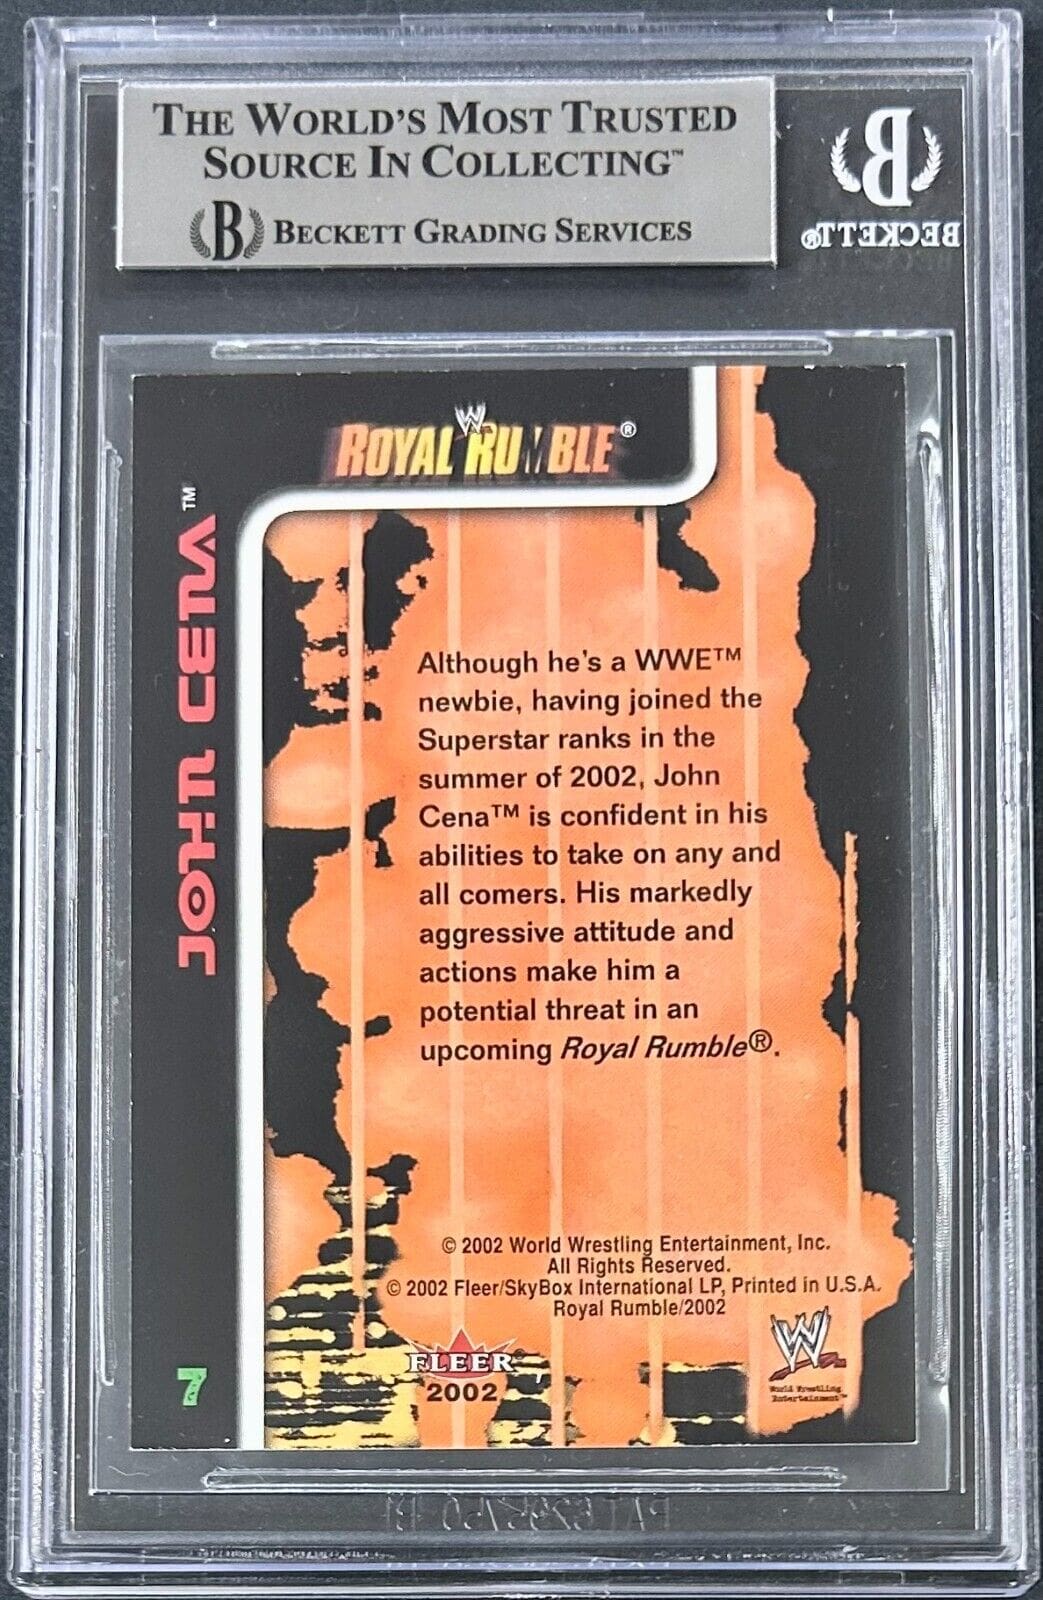 THE WORLD'S MOST TRUSTED
SOURCE IN COLLECTING™
B BECKETT GRADING SERVICES
B
BECKETT®
W
ROYAL RUMBLE®
JOHN CENA™
Although he's a WWE™
newbie, having joined the
Superstar ranks in the
summer of 2002, John
Cena™ is confident in his
abilities to take on any and
all comers. His markedly
aggressive attitude and
actions make him a
potential threat in an
upcoming Royal Rumble®.
© 2002 World Wrestling Entertainment, Inc.
All Rights Reserved.
© 2002 Fleer/SkyBox International LP, Printed in U.S.A.
Royal Rumble/2002
FLEER®
2002
W
World Wrestling
Entertainment™
7